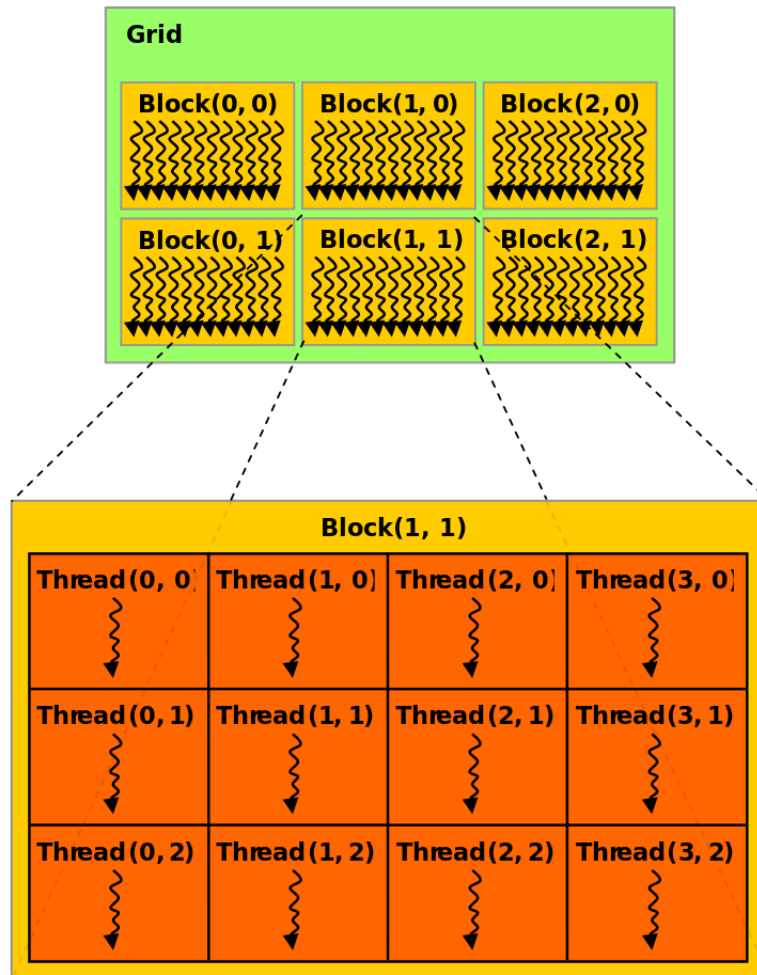 Grid
Block(0, 0) Block(1, 0) Block(2, 0)
Block(0, 1) Block(1, 1) Block(2, 1)
Block(1, 1)
Thread(0, 0) Thread(1, 0) Thread(2, 0) Thread(3, 0)
Thread(0, 1) Thread(1, 1) Thread(2, 1) Thread(3, 1)
Thread(0, 2) Thread(1, 2) Thread(2, 2) Thread(3, 2)